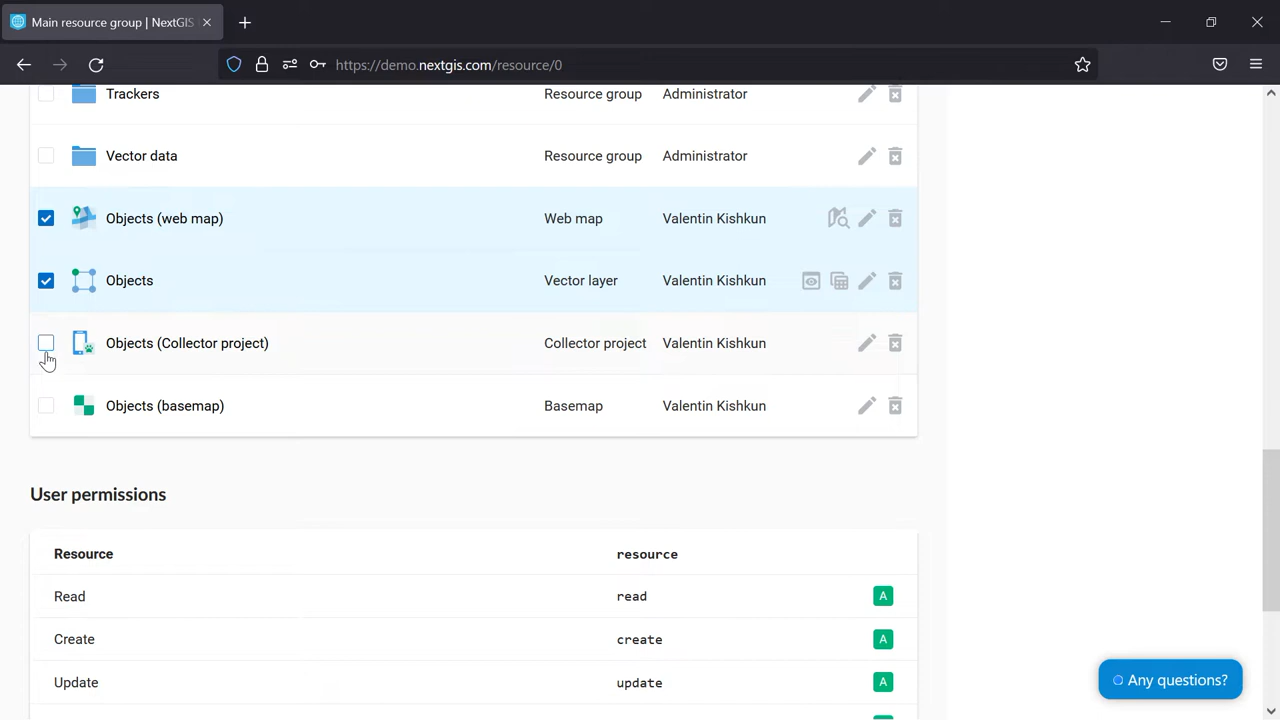 Main resource group | NextGIS
https://demo.nextgis.com/resource/0
Trackers Resource group Administrator
Vector data Resource group Administrator
Objects (web map) Web map Valentin Kishkun
Objects Vector layer Valentin Kishkun
Objects (Collector project) Collector project Valentin Kishkun
Objects (basemap) Basemap Valentin Kishkun
User permissions
Resource resource
Read read A
Create create A
Update update A
Any questions?